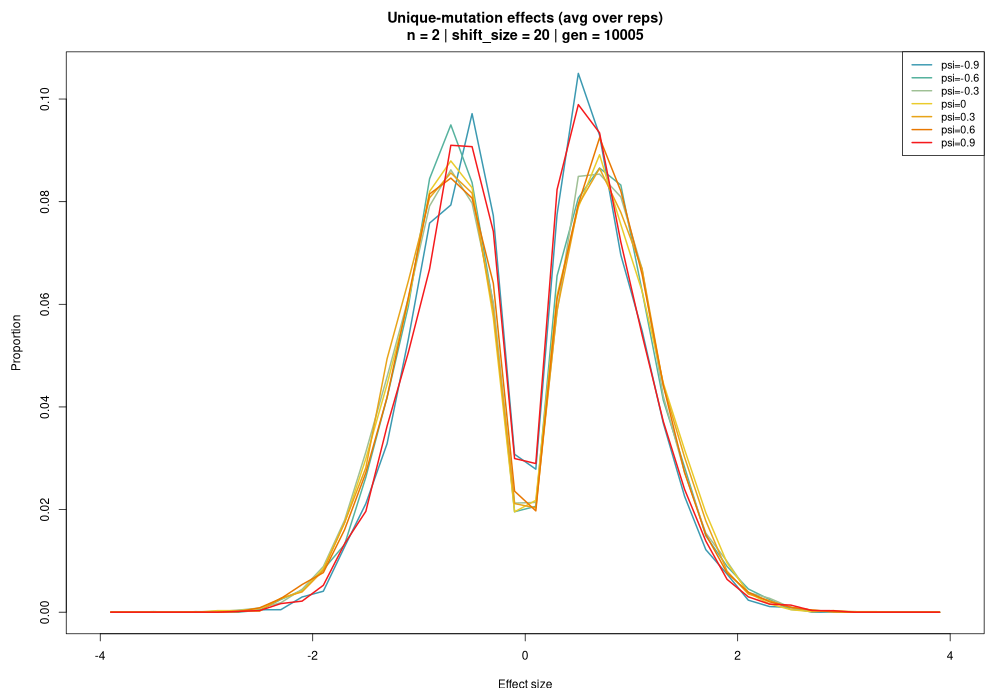 Unique-mutation effects (avg over reps)
n = 2 | shift_size = 20 | gen = 10005
psi=-0.9
psi=-0.6
psi=-0.3
psi=0
psi=0.3
psi=0.6
psi=0.9
Proportion
0.10
0.08
0.06
0.04
0.02
0.00
-4
-2
0
2
4
Effect size